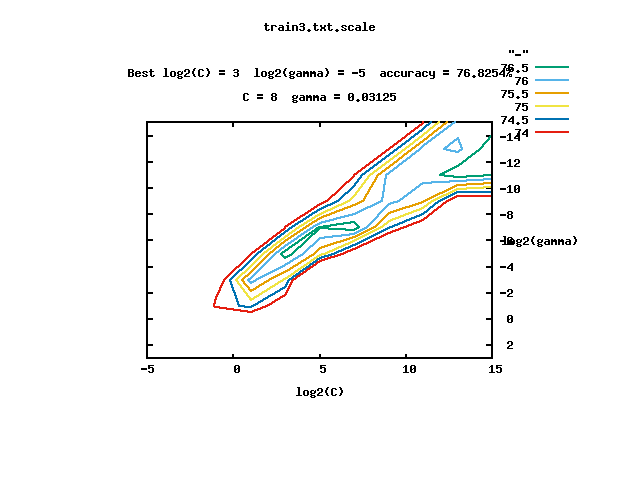 train3.txt.scale
"-"
Best log2(C) = 3  log2(gamma) = -5  accuracy = 76.8254%
76.5
76
75.5
75
74.5
74
C = 8  gamma = 0.03125
-14
-12
-10
-8
-6
log2(gamma)
-4
-2
0
2
-5 0 5 10 15
log2(C)